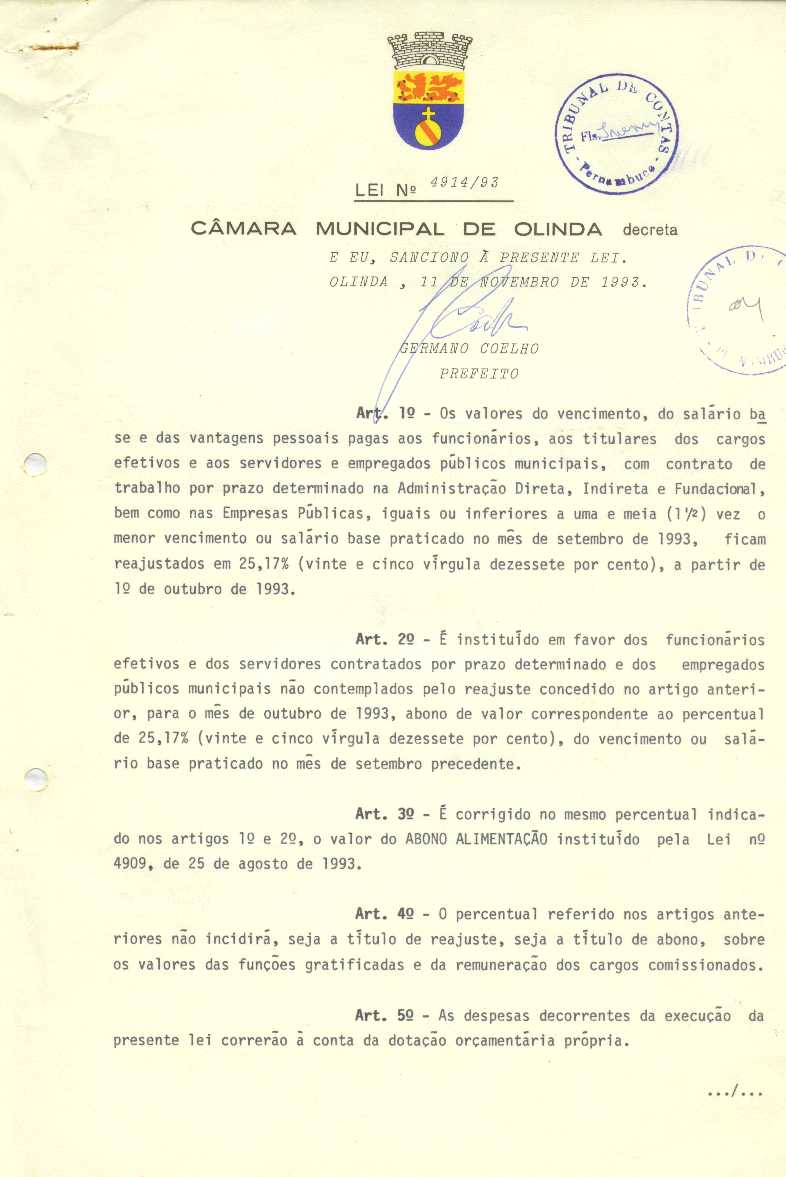 TRIBUNAL DE CONTAS
Fls.
- Pernambuco -
LEI Nº 4914/93
CÂMARA MUNICIPAL DE OLINDA decreta
E EU, SANCIONO À PRESENTE LEI.
OLINDA , 11 DE NOVEMBRO DE 1993.
GERMANO COELHO
PREFEITO
Art. 1º - Os valores do vencimento, do salário ba
se e das vantagens pessoais pagas aos funcionários, aos titulares dos cargos
efetivos e aos servidores e empregados públicos municipais, com contrato de
trabalho por prazo determinado na Administração Direta, Indireta e Fundacional,
bem como nas Empresas Públicas, iguais ou inferiores a uma e meia (1 1/2) vez o
menor vencimento ou salário base praticado no mês de setembro de 1993, ficam
reajustados em 25,17% (vinte e cinco vírgula dezessete por cento), a partir de
1º de outubro de 1993.
Art. 2º - É instituído em favor dos funcionários
efetivos e dos servidores contratados por prazo determinado e dos empregados
públicos municipais não contemplados pelo reajuste concedido no artigo anteri-
or, para o mês de outubro de 1993, abono de valor correspondente ao percentual
de 25,17% (vinte e cinco vírgula dezessete por cento), do vencimento ou salá-
rio base praticado no mês de setembro precedente.
Art. 3º - É corrigido no mesmo percentual indica-
do nos artigos 1º e 2º, o valor do ABONO ALIMENTAÇÃO instituído pela Lei nº
4909, de 25 de agosto de 1993.
Art. 4º - O percentual referido nos artigos ante-
riores não incidirá, seja a título de reajuste, seja a título de abono, sobre
os valores das funções gratificadas e da remuneração dos cargos comissionados.
Art. 5º - As despesas decorrentes da execução da
presente lei correrão à conta da dotação orçamentária própria.
.../...